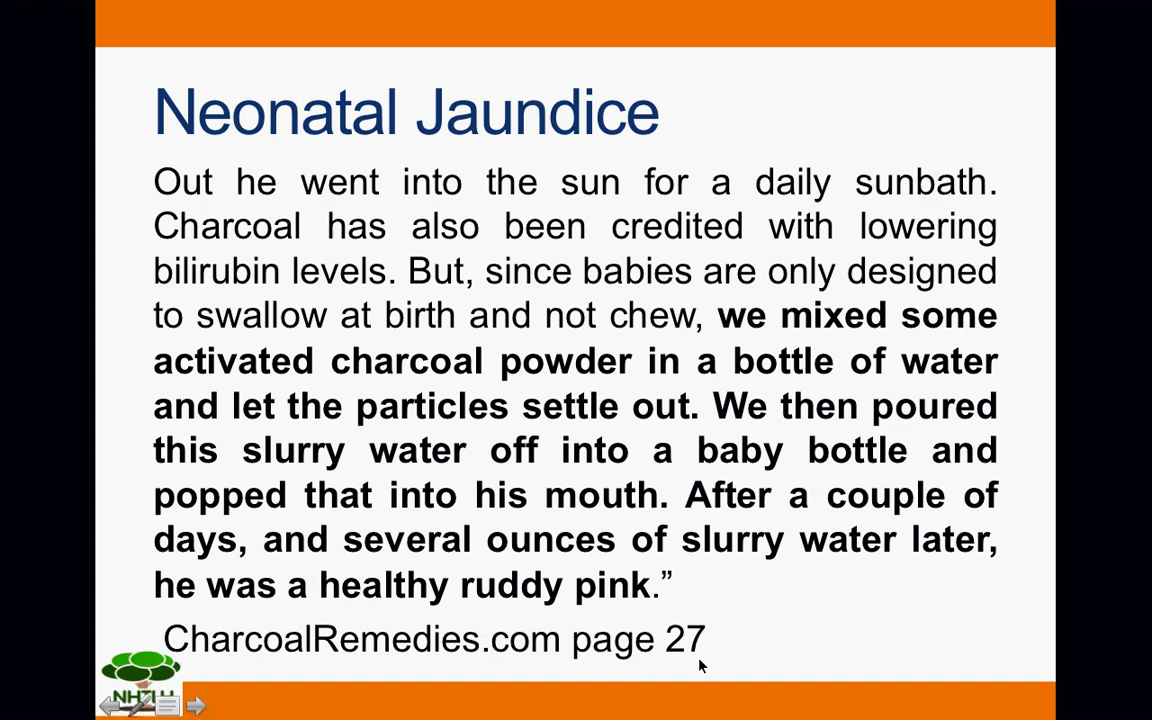 Neonatal Jaundice
Out he went into the sun for a daily sunbath.
Charcoal has also been credited with lowering
bilirubin levels. But, since babies are only designed
to swallow at birth and not chew, we mixed some
activated charcoal powder in a bottle of water
and let the particles settle out. We then poured
this slurry water off into a baby bottle and
popped that into his mouth. After a couple of
days, and several ounces of slurry water later,
he was a healthy ruddy pink.”
CharcoalRemedies.com page 27